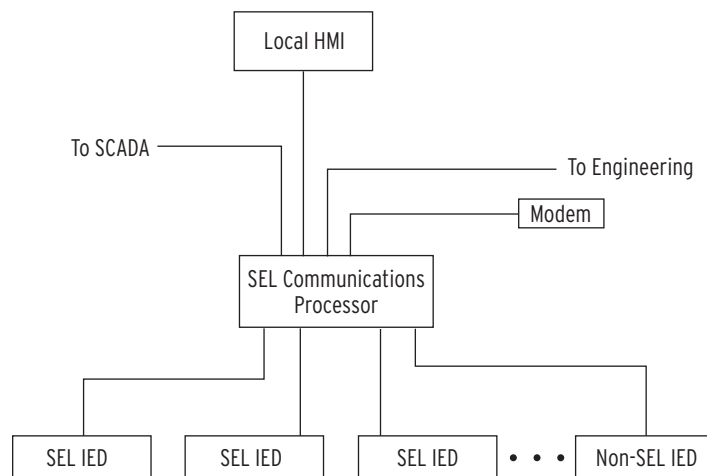 Local HMI
To SCADA
To Engineering
Modem
SEL Communications
Processor
SEL IED
SEL IED
SEL IED
Non-SEL IED